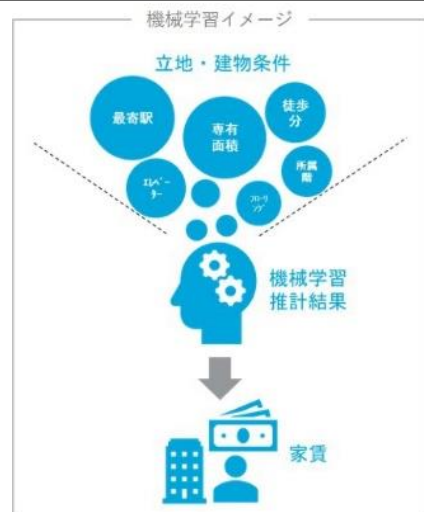 機械学習イメージ
立地・建物条件
最寄駅
専有
面積
徒歩
分
エレベー
ター
フローリ
ング
所属
階
機械学習
推計結果
家賃